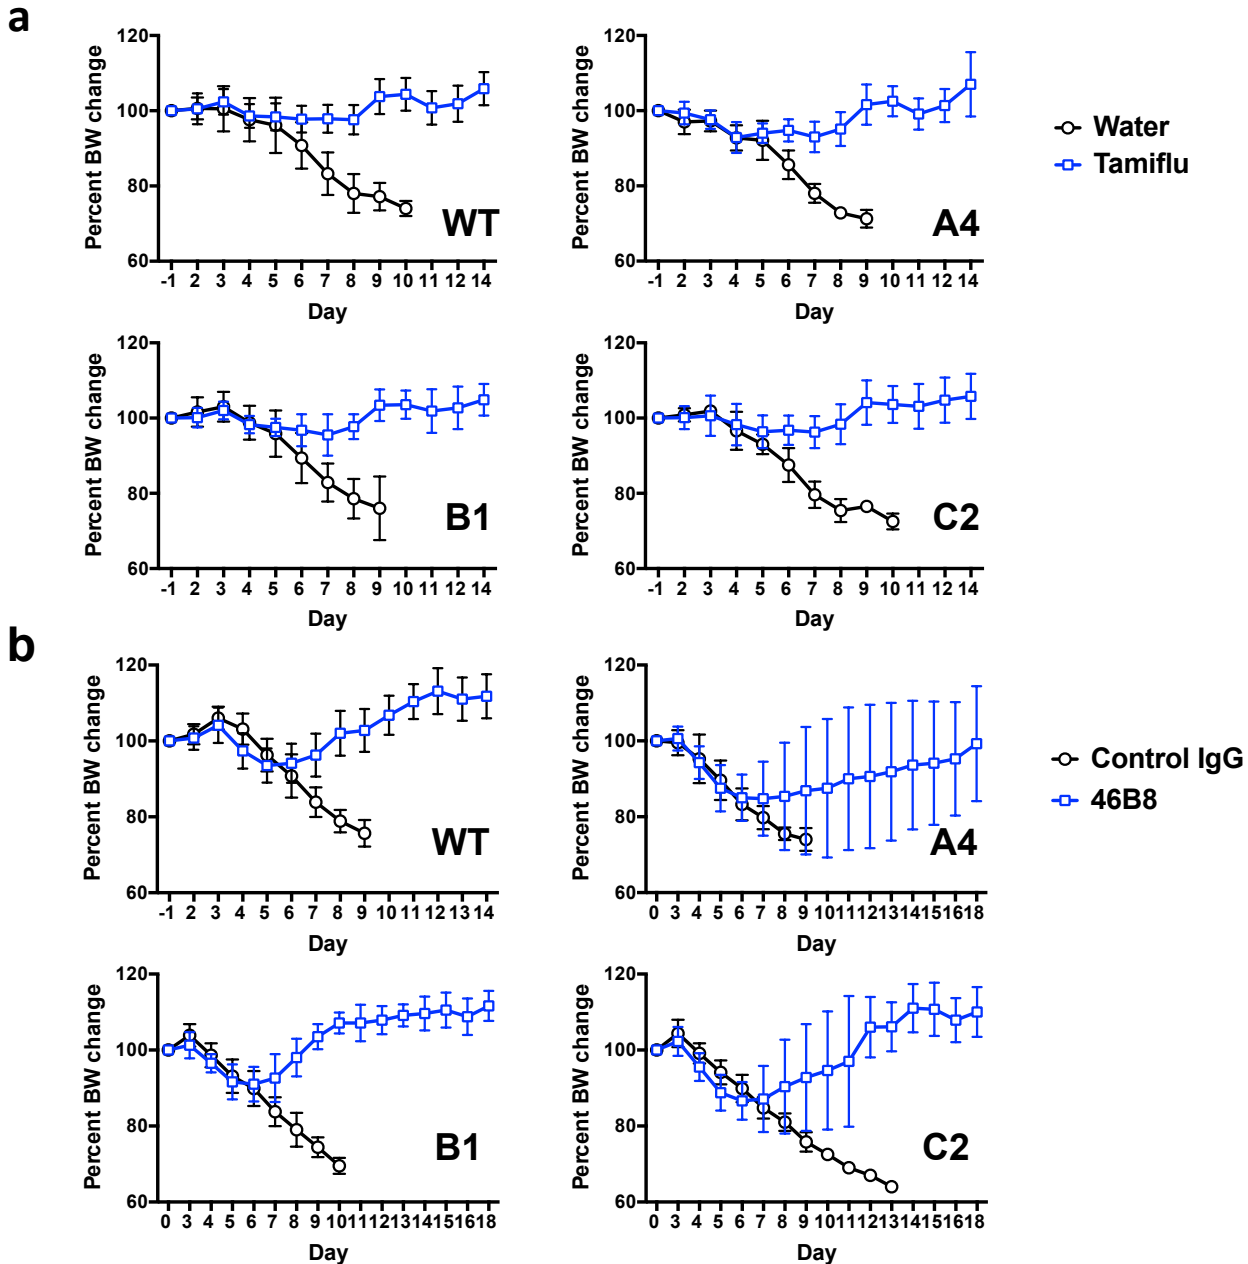 a
Percent BW change
120
100
80
60
WT
-1 2 3 4 5 6 7 8 9 10 11 12 14
Day
Percent BW change
120
100
80
60
A4
-1 2 3 4 5 6 7 8 9 10 11 12 14
Day
Water
Tamiflu
Percent BW change
120
100
80
60
B1
-1 2 3 4 5 6 7 8 9 10 11 12 14
Day
Percent BW change
120
100
80
60
C2
-1 2 3 4 5 6 7 8 9 10 11 12 14
Day
b
Percent BW change
120
100
80
60
WT
-1 2 3 4 5 6 7 8 9 10 11 12 13 14
Day
Percent BW change
120
100
80
60
A4
0 3 4 5 6 7 8 9 10 11 12 13 14 15 16 18
Day
Control IgG
46B8
Percent BW change
120
100
80
60
B1
0 3 4 5 6 7 8 9 10 11 12 13 14 15 16 18
Day
Percent BW change
120
100
80
60
C2
0 3 4 5 6 7 8 9 10 11 12 13 14 15 16 18
Day